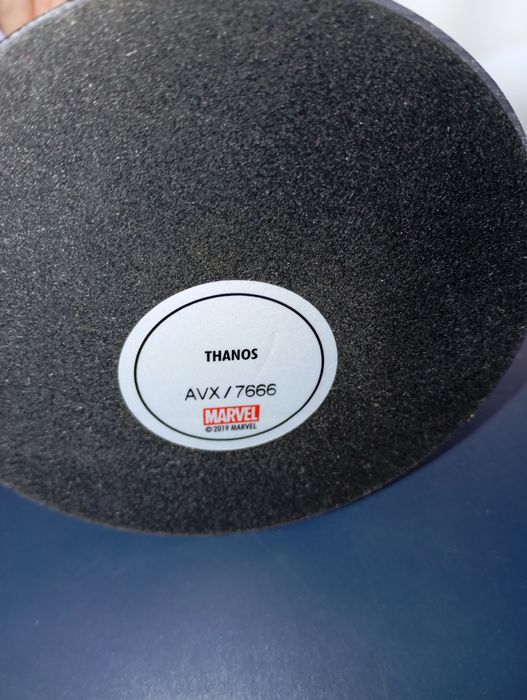 THANOS
AVX / 7666
MARVEL
© 2019 MARVEL